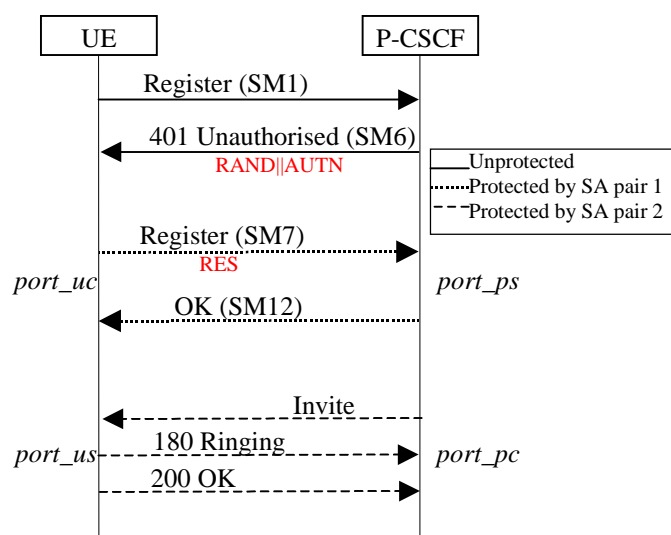 UE
P-CSCF
Register (SM1)
401 Unauthorised (SM6)
RAND||AUTN
Unprotected
Protected by SA pair 1
Protected by SA pair 2
Register (SM7)
RES
port_uc
port_ps
OK (SM12)
Invite
port_us
180 Ringing
port_pc
200 OK